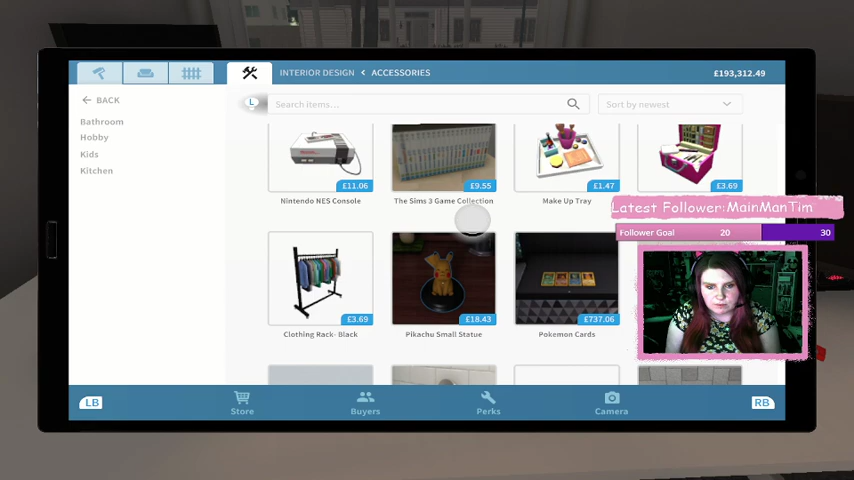 INTERIOR DESIGN
ACCESSORIES
£193,312.49
BACK
L
Search items...
Sort by newest
Bathroom
Hobby
Kids
Kitchen
£11.06
£9.55
£1.47
£3.69
Nintendo NES Console
The Sims 3 Game Collection
Make Up Tray
Latest Follower:MainManTim
Follower Goal
20
30
£3.69
£18.43
£737.06
Clothing Rack- Black
Pikachu Small Statue
Pokemon Cards
LB
Store
Buyers
Perks
Camera
RB